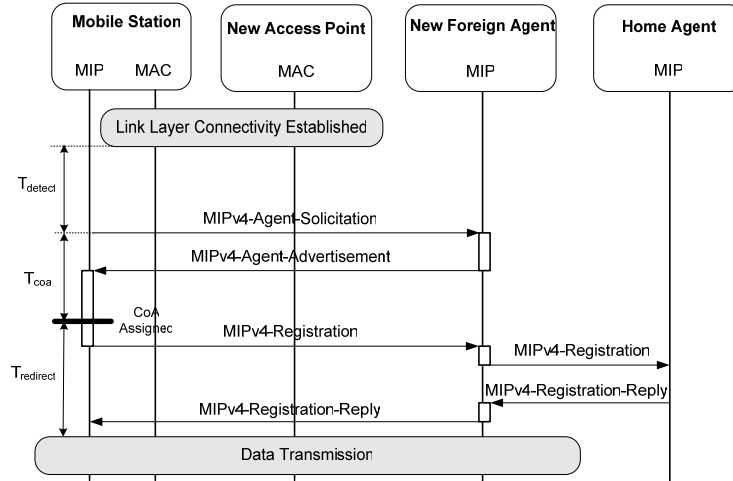 Mobile Station
New Access Point
New Foreign Agent
Home Agent
MIP
MAC
MAC
MIP
MIP
Link Layer Connectivity Established
Tdetect
MIPv4-Agent-Solicitation
MIPv4-Agent-Advertisement
Tcoa
CoA
Assigned
MIPv4-Registration
MIPv4-Registration
Tredirect
MIPv4-Registration-Reply
MIPv4-Registration-Reply
Data Transmission